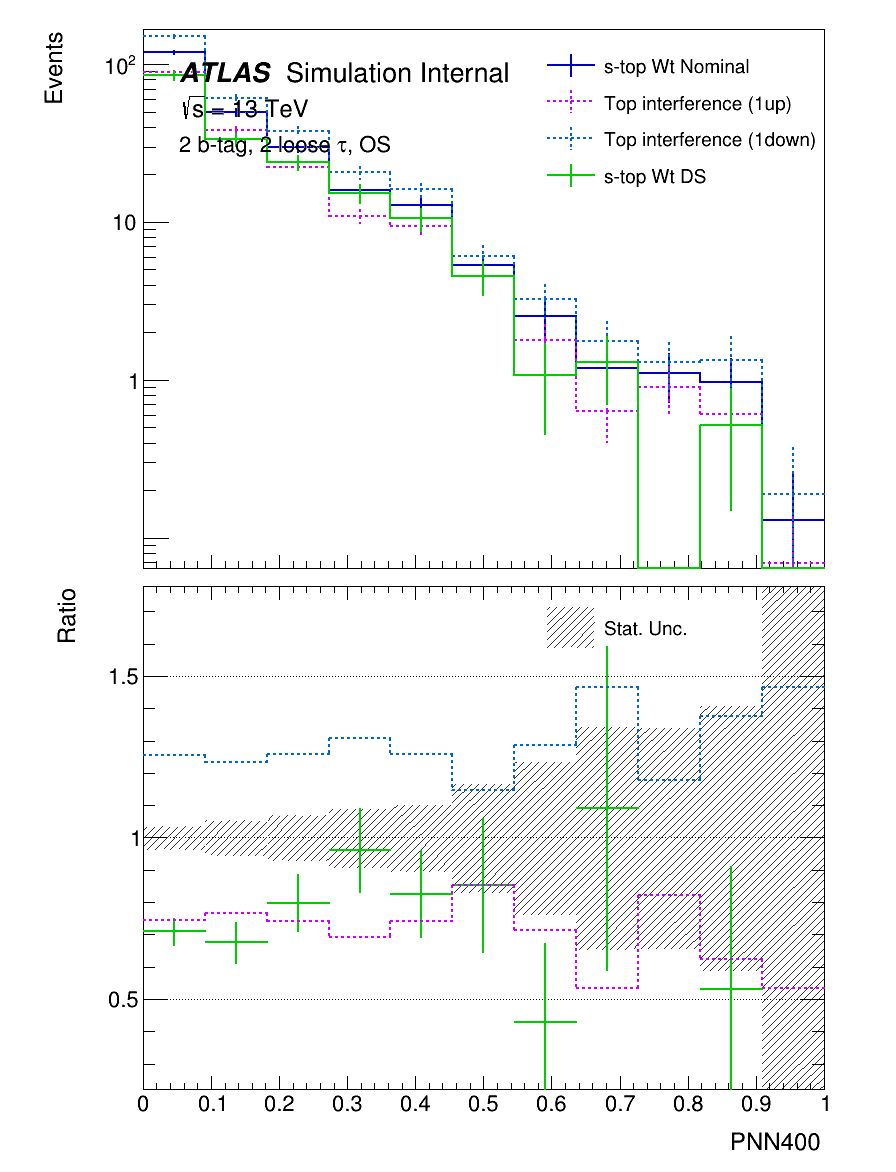 Events
10²
10
1
ATLAS Simulation Internal
√s = 13 TeV
2 b-tag, 2 loose τ, OS
s-top Wt Nominal
Top interference (1up)
Top interference (1down)
s-top Wt DS
Ratio
1.5
1
0.5
Stat. Unc.
0 0.1 0.2 0.3 0.4 0.5 0.6 0.7 0.8 0.9 1
PNN400